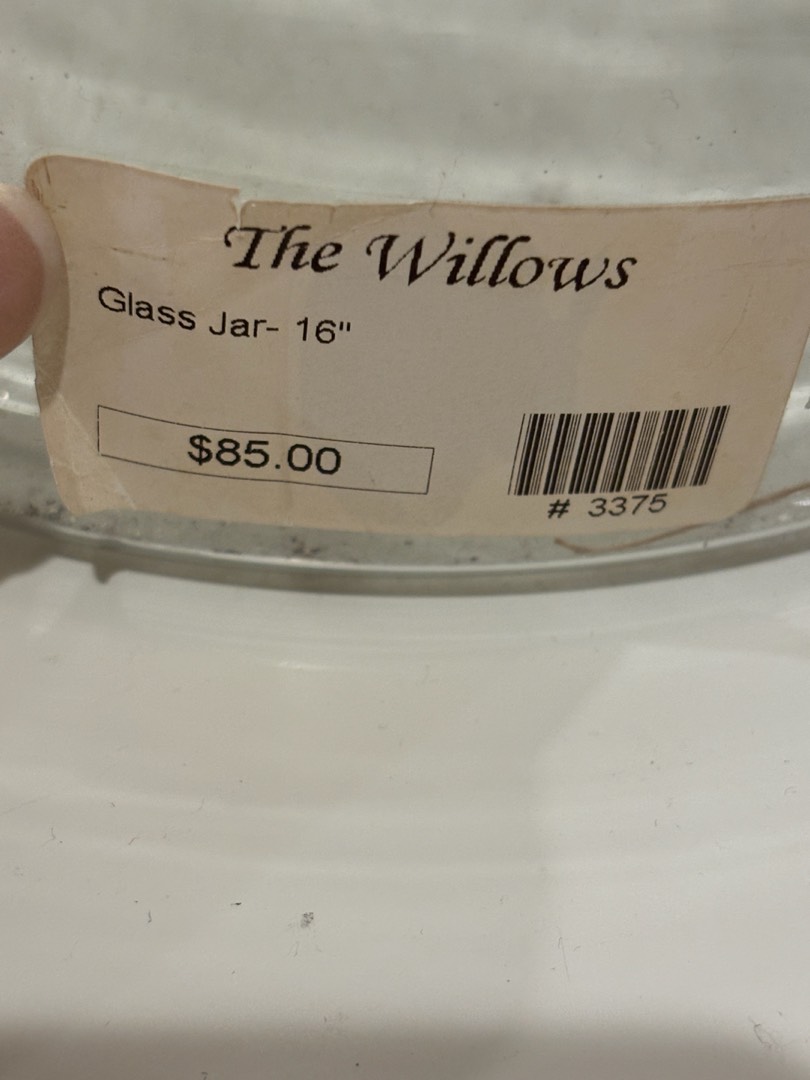 The Willows
Glass Jar- 16"
$85.00
# 3375